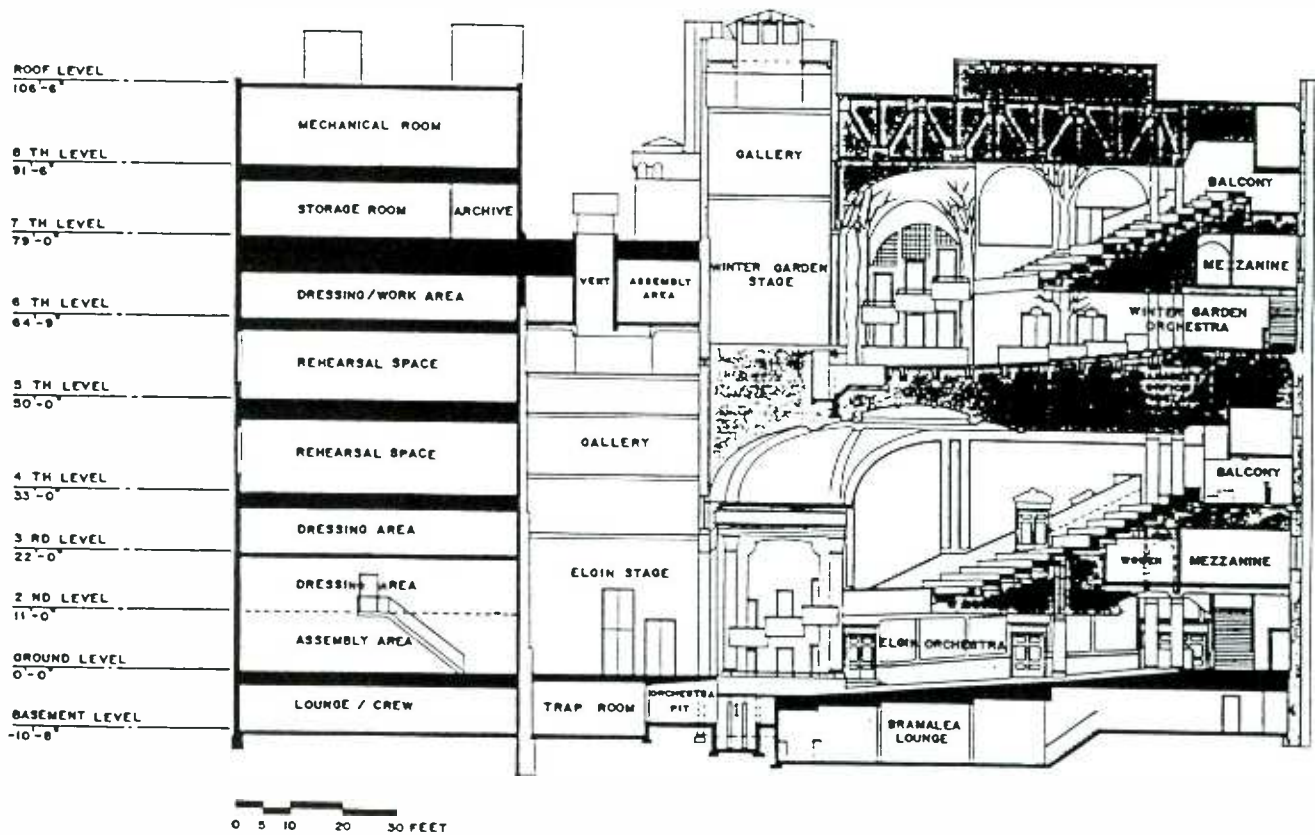 ROOF LEVEL
106'-6"
8 TH LEVEL
91'-6"
7 TH LEVEL
79'-0"
6 TH LEVEL
64'-9"
5 TH LEVEL
50'-0"
4 TH LEVEL
33'-0"
3 RD LEVEL
22'-0"
2 ND LEVEL
11'-0"
GROUND LEVEL
0'-0"
BASEMENT LEVEL
-10'-8"
MECHANICAL ROOM
STORAGE ROOM
ARCHIVE
DRESSING/WORK AREA
REHEARSAL SPACE
REHEARSAL SPACE
DRESSING AREA
DRESSING AREA
ASSEMBLY AREA
LOUNGE / CREW
VENT
ASSEMBLY
AREA
GALLERY
ELGIN STAGE
TRAP ROOM
ORCHESTRA
PIT
GALLERY
WINTER GARDEN
STAGE
BALCONY
MEZZANINE
WINTER GARDEN
ORCHESTRA
BALCONY
WOMEN
MEZZANINE
ELGIN ORCHESTRA
BRAMALEA
LOUNGE
0 5 10 20 30 FEET